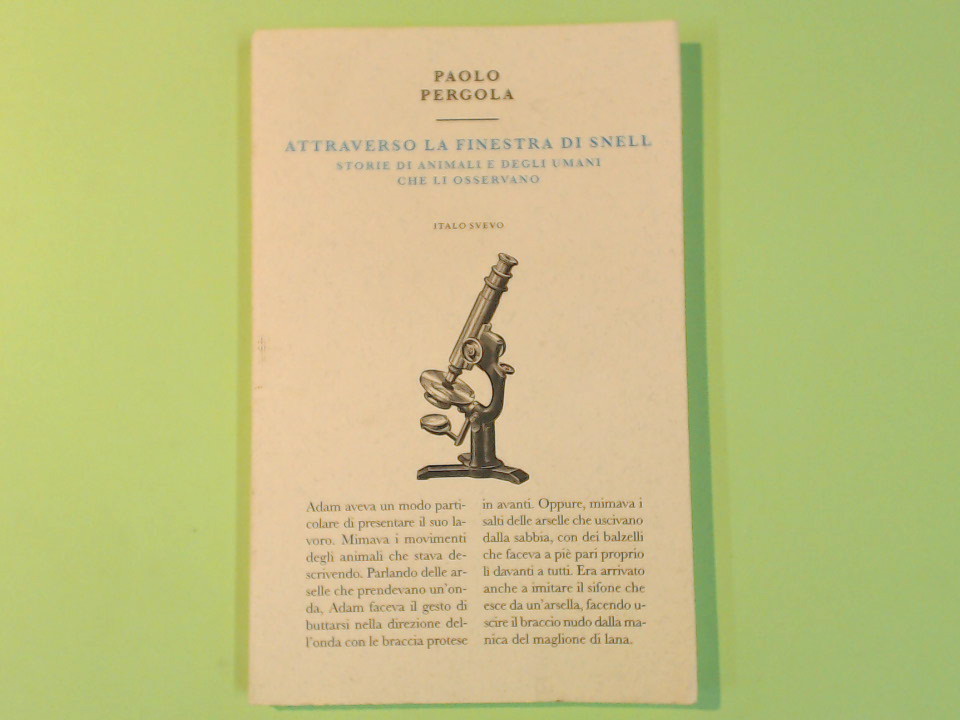 PAOLO
PERGOLA
ATTRAVERSO LA FINESTRA DI SNELL
STORIE DI ANIMALI E DEGLI UMANI
CHE LI OSSERVANO
ITALO SVEVO
Adam aveva un modo parti-
colare di presentare il suo la-
voro. Mimava i movimenti
degli animali che stava de-
scrivendo. Parlando delle ar-
selle che prendevano un'on-
da, Adam faceva il gesto di
buttarsi nella direzione del-
l'onda con le braccia protese
in avanti. Oppure, mimava i
salti delle arselle che uscivano
dalla sabbia, con dei balzelli
che faceva a piè pari proprio
lì davanti a tutti. Era arrivato
anche a imitare il sifone che
esce da un'arsella, facendo u-
scire il braccio nudo dalla ma-
nica del maglione di lana.